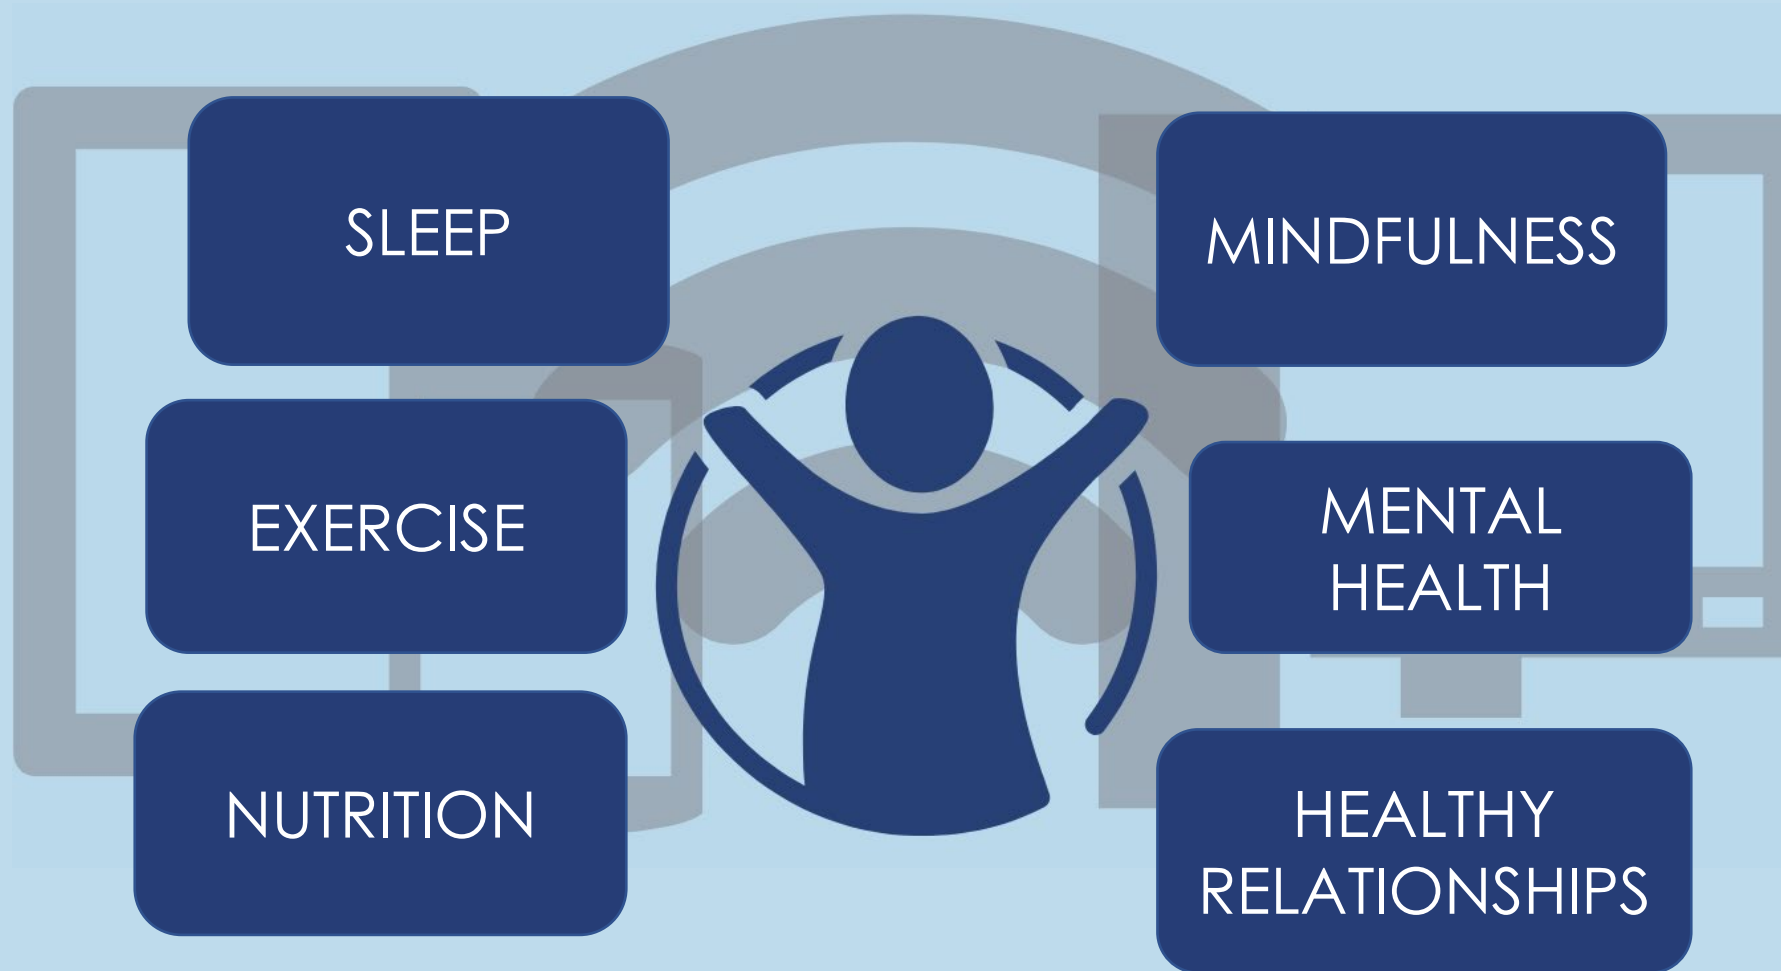 SLEEP
EXERCISE
NUTRITION
MINDFULNESS
MENTAL
HEALTH
HEALTHY
RELATIONSHIPS